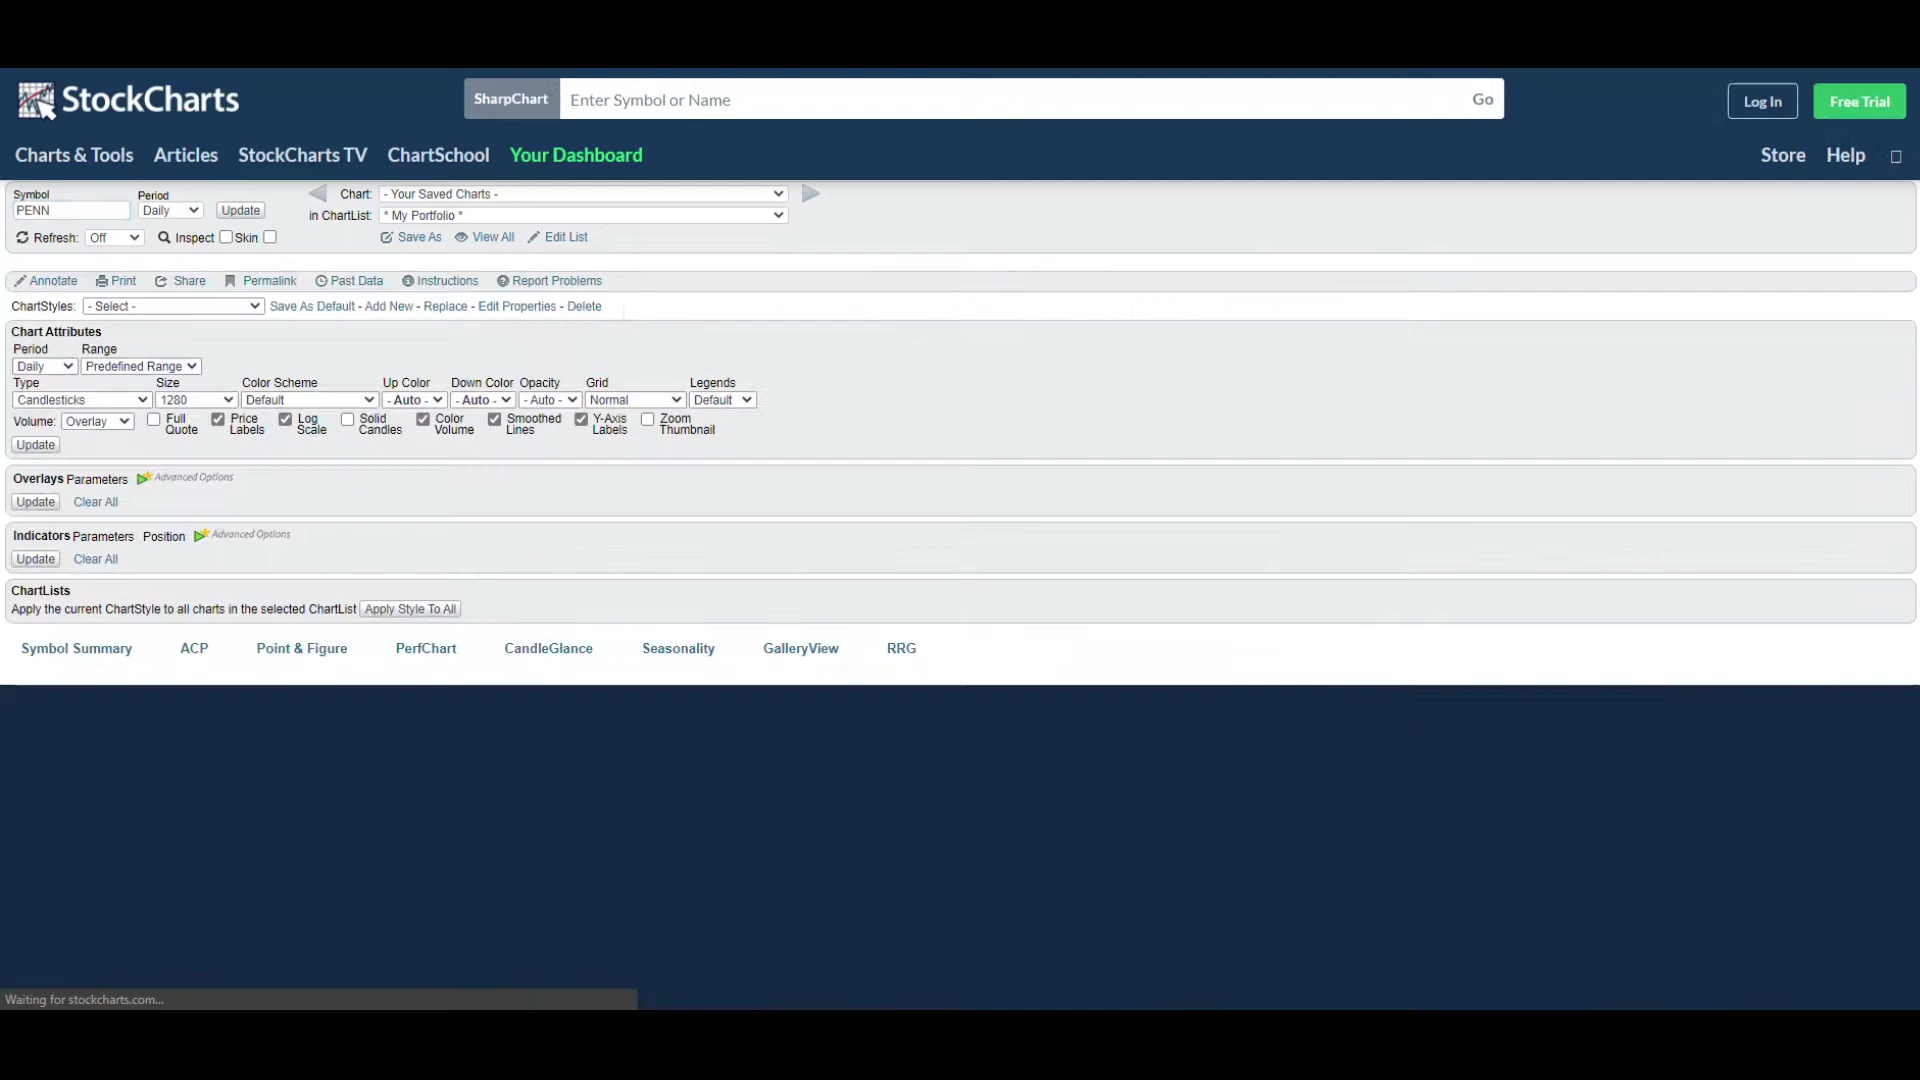 StockCharts
SharpChart Enter Symbol or Name Go
Log In Free Trial
Charts & Tools Articles StockCharts TV ChartSchool Your Dashboard Store Help
Symbol Period Chart: - Your Saved Charts -
PENN Daily Update in ChartList: * My Portfolio *
Refresh: Off Inspect Skin Save As View All Edit List
Annotate Print Share Permalink Past Data Instructions Report Problems
ChartStyles: - Select - Save As Default - Add New - Replace - Edit Properties - Delete
Chart Attributes
Period Range
Daily Predefined Range
Type Size Color Scheme Up Color Down Color Opacity Grid Legends
Candlesticks 1280 Default - Auto - - Auto - - Auto - Normal Default
Volume: Overlay Full Quote Price Labels Log Scale Solid Candles Color Volume Smoothed Lines Y-Axis Labels Zoom Thumbnail
Update
Overlays Parameters Advanced Options
Update Clear All
Indicators Parameters Position Advanced Options
Update Clear All
ChartLists
Apply the current ChartStyle to all charts in the selected ChartList Apply Style To All
Symbol Summary ACP Point & Figure PerfChart CandleGlance Seasonality GalleryView RRG
Waiting for stockcharts.com...